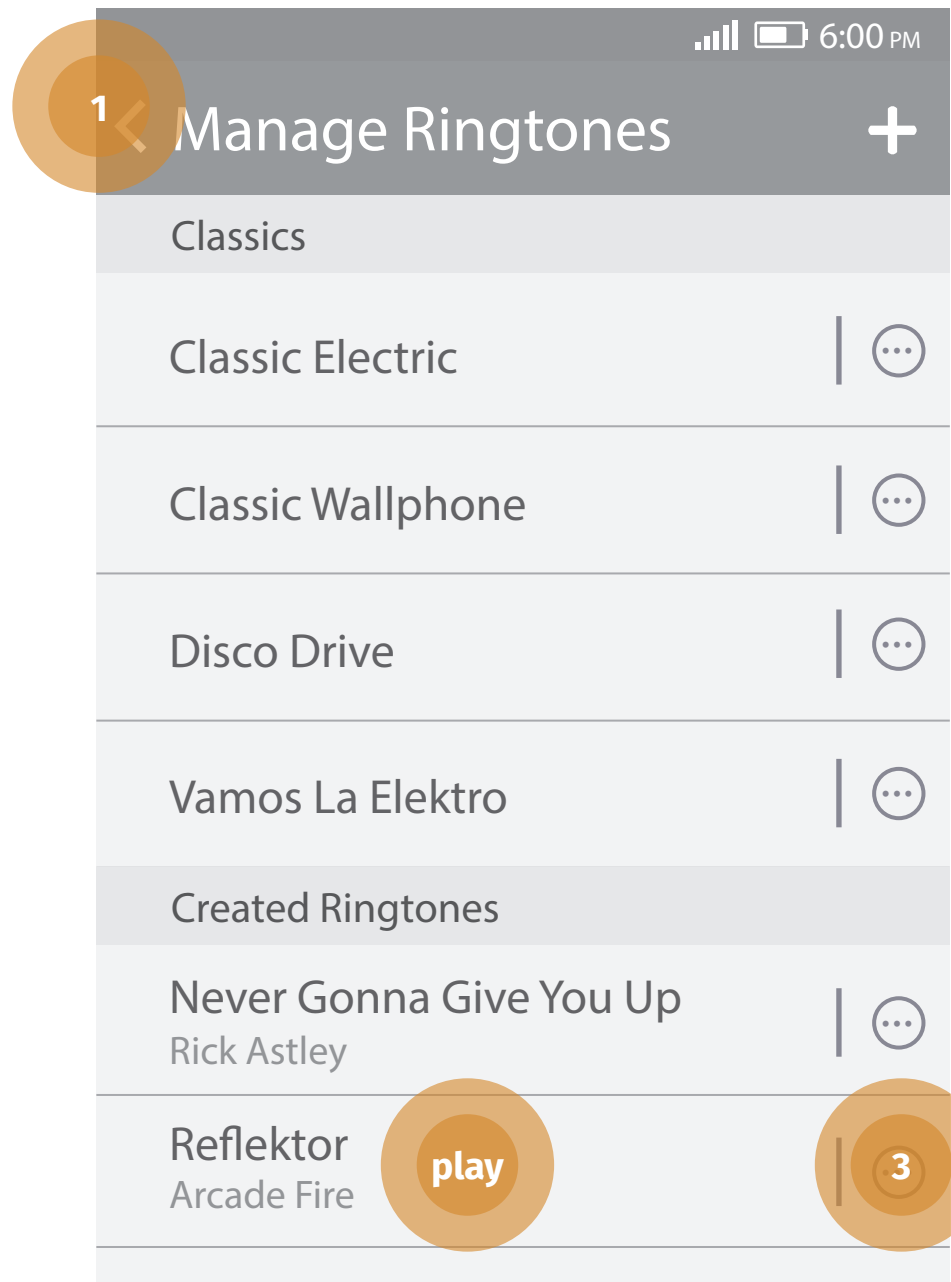 6:00 PM
1
Manage Ringtones
Classics
Classic Electric
Classic Wallphone
Disco Drive
Vamos La Elektro
Created Ringtones
Never Gonna Give You Up
Rick Astley
Reflektor
play
3
Arcade Fire